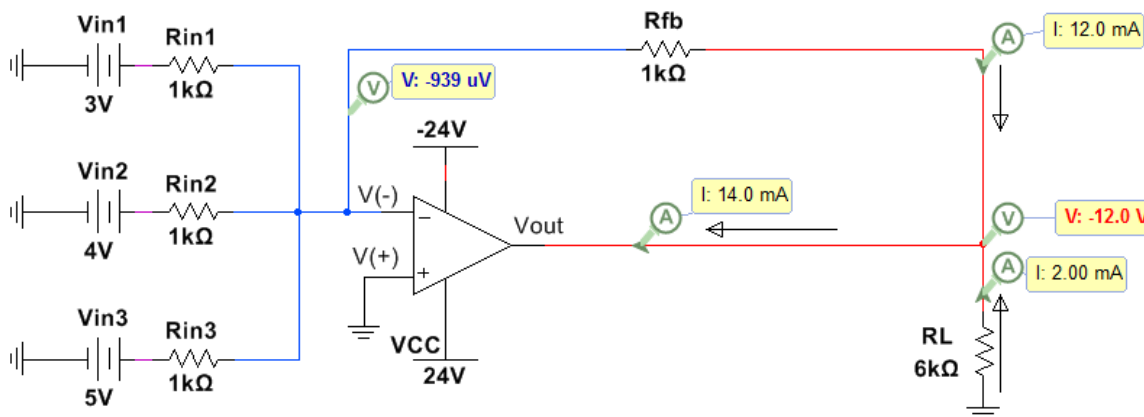 Vin1
Rin1
3V
1kΩ
Rfb
1kΩ
A
I: 12.0 mA
V
V: -939 uV
-24V
Vin2
Rin2
4V
1kΩ
V(-)
−
V(+)
+
Vout
A
I: 14.0 mA
V
V: -12.0 V
A
I: 2.00 mA
Vin3
Rin3
5V
1kΩ
VCC
24V
RL
6kΩ